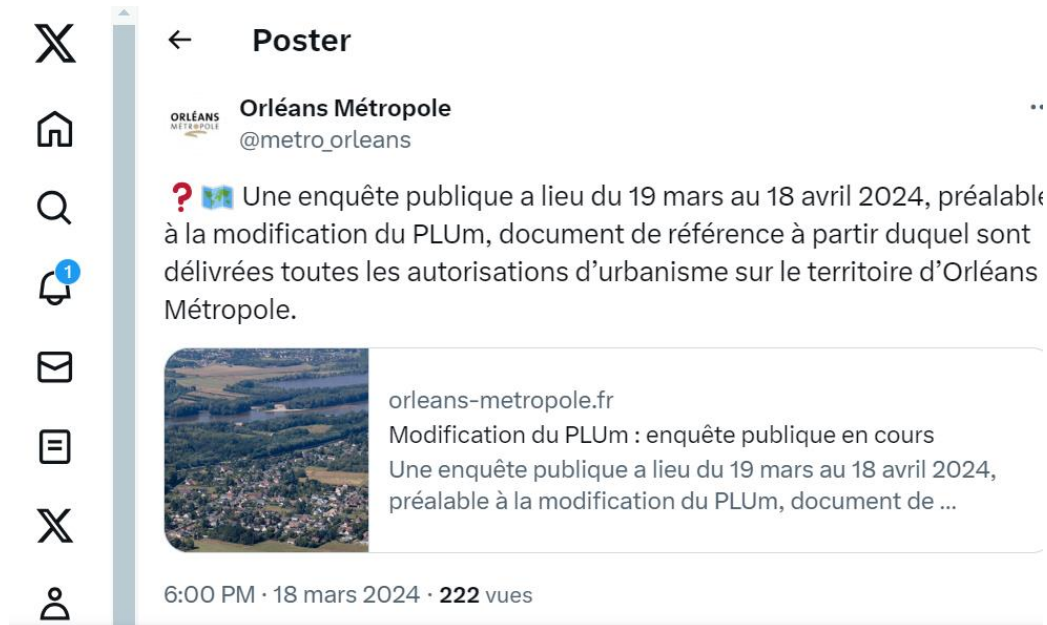 Poster
ORLÉANS
MÉTROPOLE
Orléans Métropole
@metro_orleans
Une enquête publique a lieu du 19 mars au 18 avril 2024, préalable
à la modification du PLUm, document de référence à partir duquel sont
délivrées toutes les autorisations d’urbanisme sur le territoire d’Orléans
Métropole.
orleans-metropole.fr
Modification du PLUm : enquête publique en cours
Une enquête publique a lieu du 19 mars au 18 avril 2024,
préalable à la modification du PLUm, document de ...
6:00 PM · 18 mars 2024 · 222 vues
1